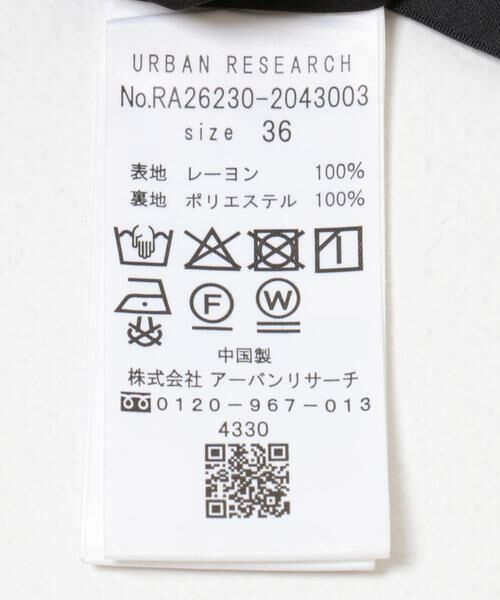 URBAN RESEARCH
No.RA26230-2043003
size 36
表地 レーヨン 100%
裏地 ポリエステル 100%
F W
中国製
株式会社 アーバンリサーチ
0120-967-013
4330